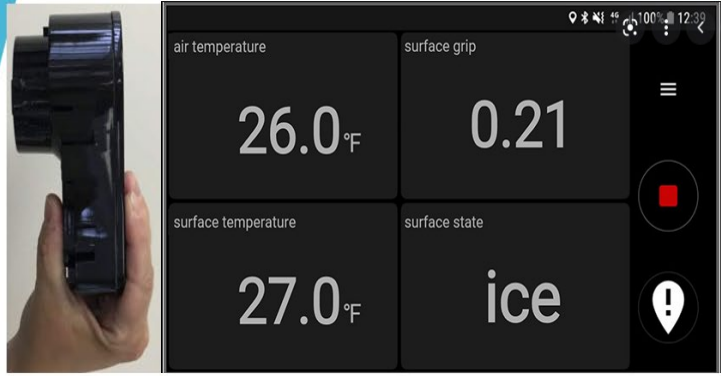 100% 12:39
air temperature
26.0 °F
surface grip
0.21
surface temperature
27.0 °F
surface state
ice